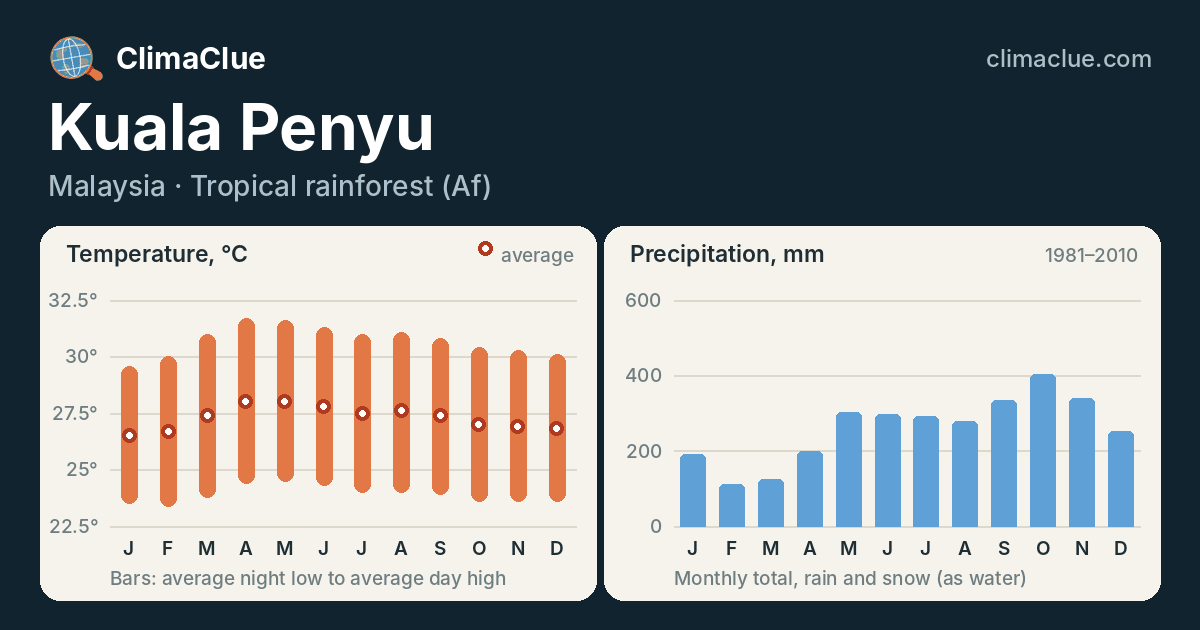 ClimaClue
climaclue.com
Kuala Penyu
Malaysia · Tropical rainforest (Af)
Temperature, °C
average
32.5°
30°
27.5°
25°
22.5°
J F M A M J J A S O N D
Bars: average night low to average day high
Precipitation, mm
1981–2010
600
400
200
0
J F M A M J J A S O N D
Monthly total, rain and snow (as water)